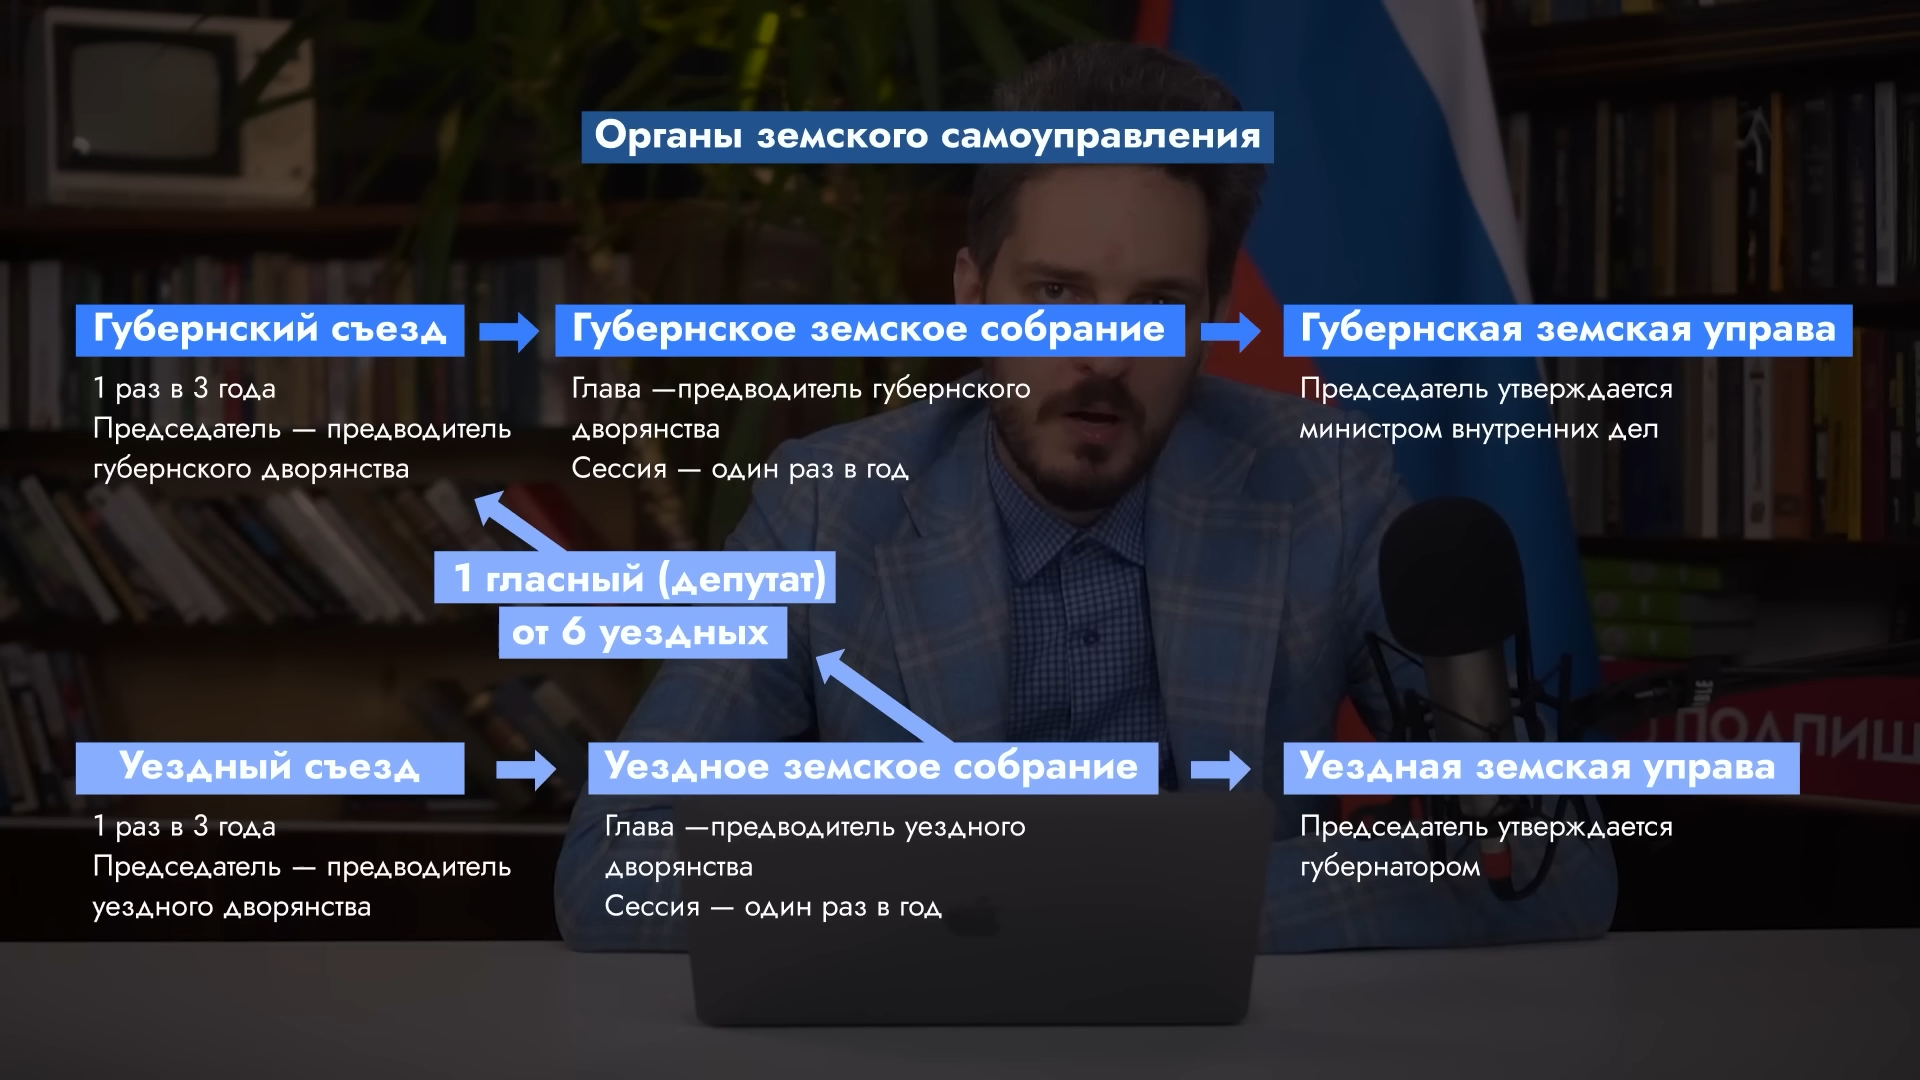 Органы земского самоуправления
Губернский съезд
1 раз в 3 года
Председатель — предводитель
губернского дворянства
Губернское земское собрание
Глава —предводитель губернского
дворянства
Сессия — один раз в год
Губернская земская управа
Председатель утверждается
министром внутренних дел
1 гласный (депутат)
от 6 уездных
Уездный съезд
1 раз в 3 года
Председатель — предводитель
уездного дворянства
Уездное земское собрание
Глава —предводитель уездного
дворянства
Сессия — один раз в год
Уездная земская управа
Председатель утверждается
губернатором
ПОДПИШ